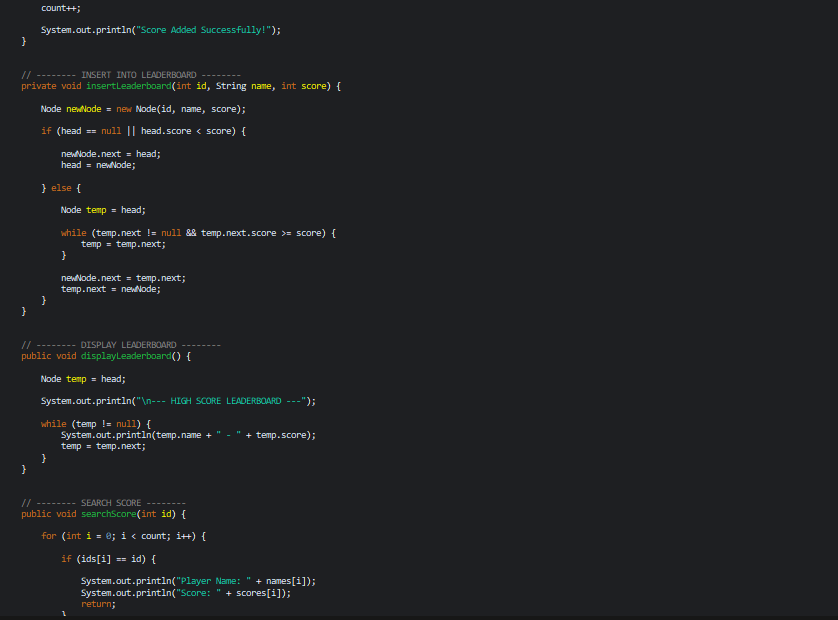 count++;
System.out.println("Score Added Successfully!");
}
// -------- INSERT INTO LEADERBOARD --------
private void insertLeaderboard(int id, String name, int score) {
Node newNode = new Node(id, name, score);
if (head == null || head.score < score) {
newNode.next = head;
head = newNode;
} else {
Node temp = head;
while (temp.next != null && temp.next.score >= score) {
temp = temp.next;
}
newNode.next = temp.next;
temp.next = newNode;
}
}
// -------- DISPLAY LEADERBOARD --------
public void displayLeaderboard() {
Node temp = head;
System.out.println("\n--- HIGH SCORE LEADERBOARD ---");
while (temp != null) {
System.out.println(temp.name + " - " + temp.score);
temp = temp.next;
}
}
// -------- SEARCH SCORE --------
public void searchScore(int id) {
for (int i = 0; i < count; i++) {
if (ids[i] == id) {
System.out.println("Player Name: " + names[i]);
System.out.println("Score: " + scores[i]);
return;
}